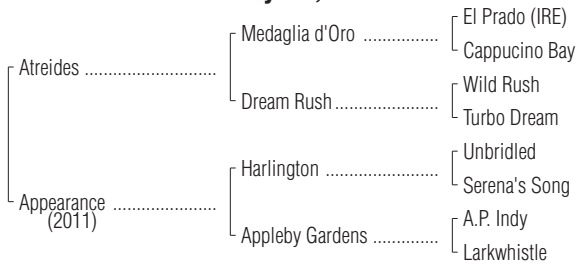 El Prado (IRE)
Medaglia d'Oro ................
Cappucino Bay
Atreides ............................
Wild Rush
Dream Rush......................
Turbo Dream
Unbridled
Harlington ........................
Serena's Song
Appearance ......................
(2011)
A.P. Indy
Appleby Gardens ..............
Larkwhistle